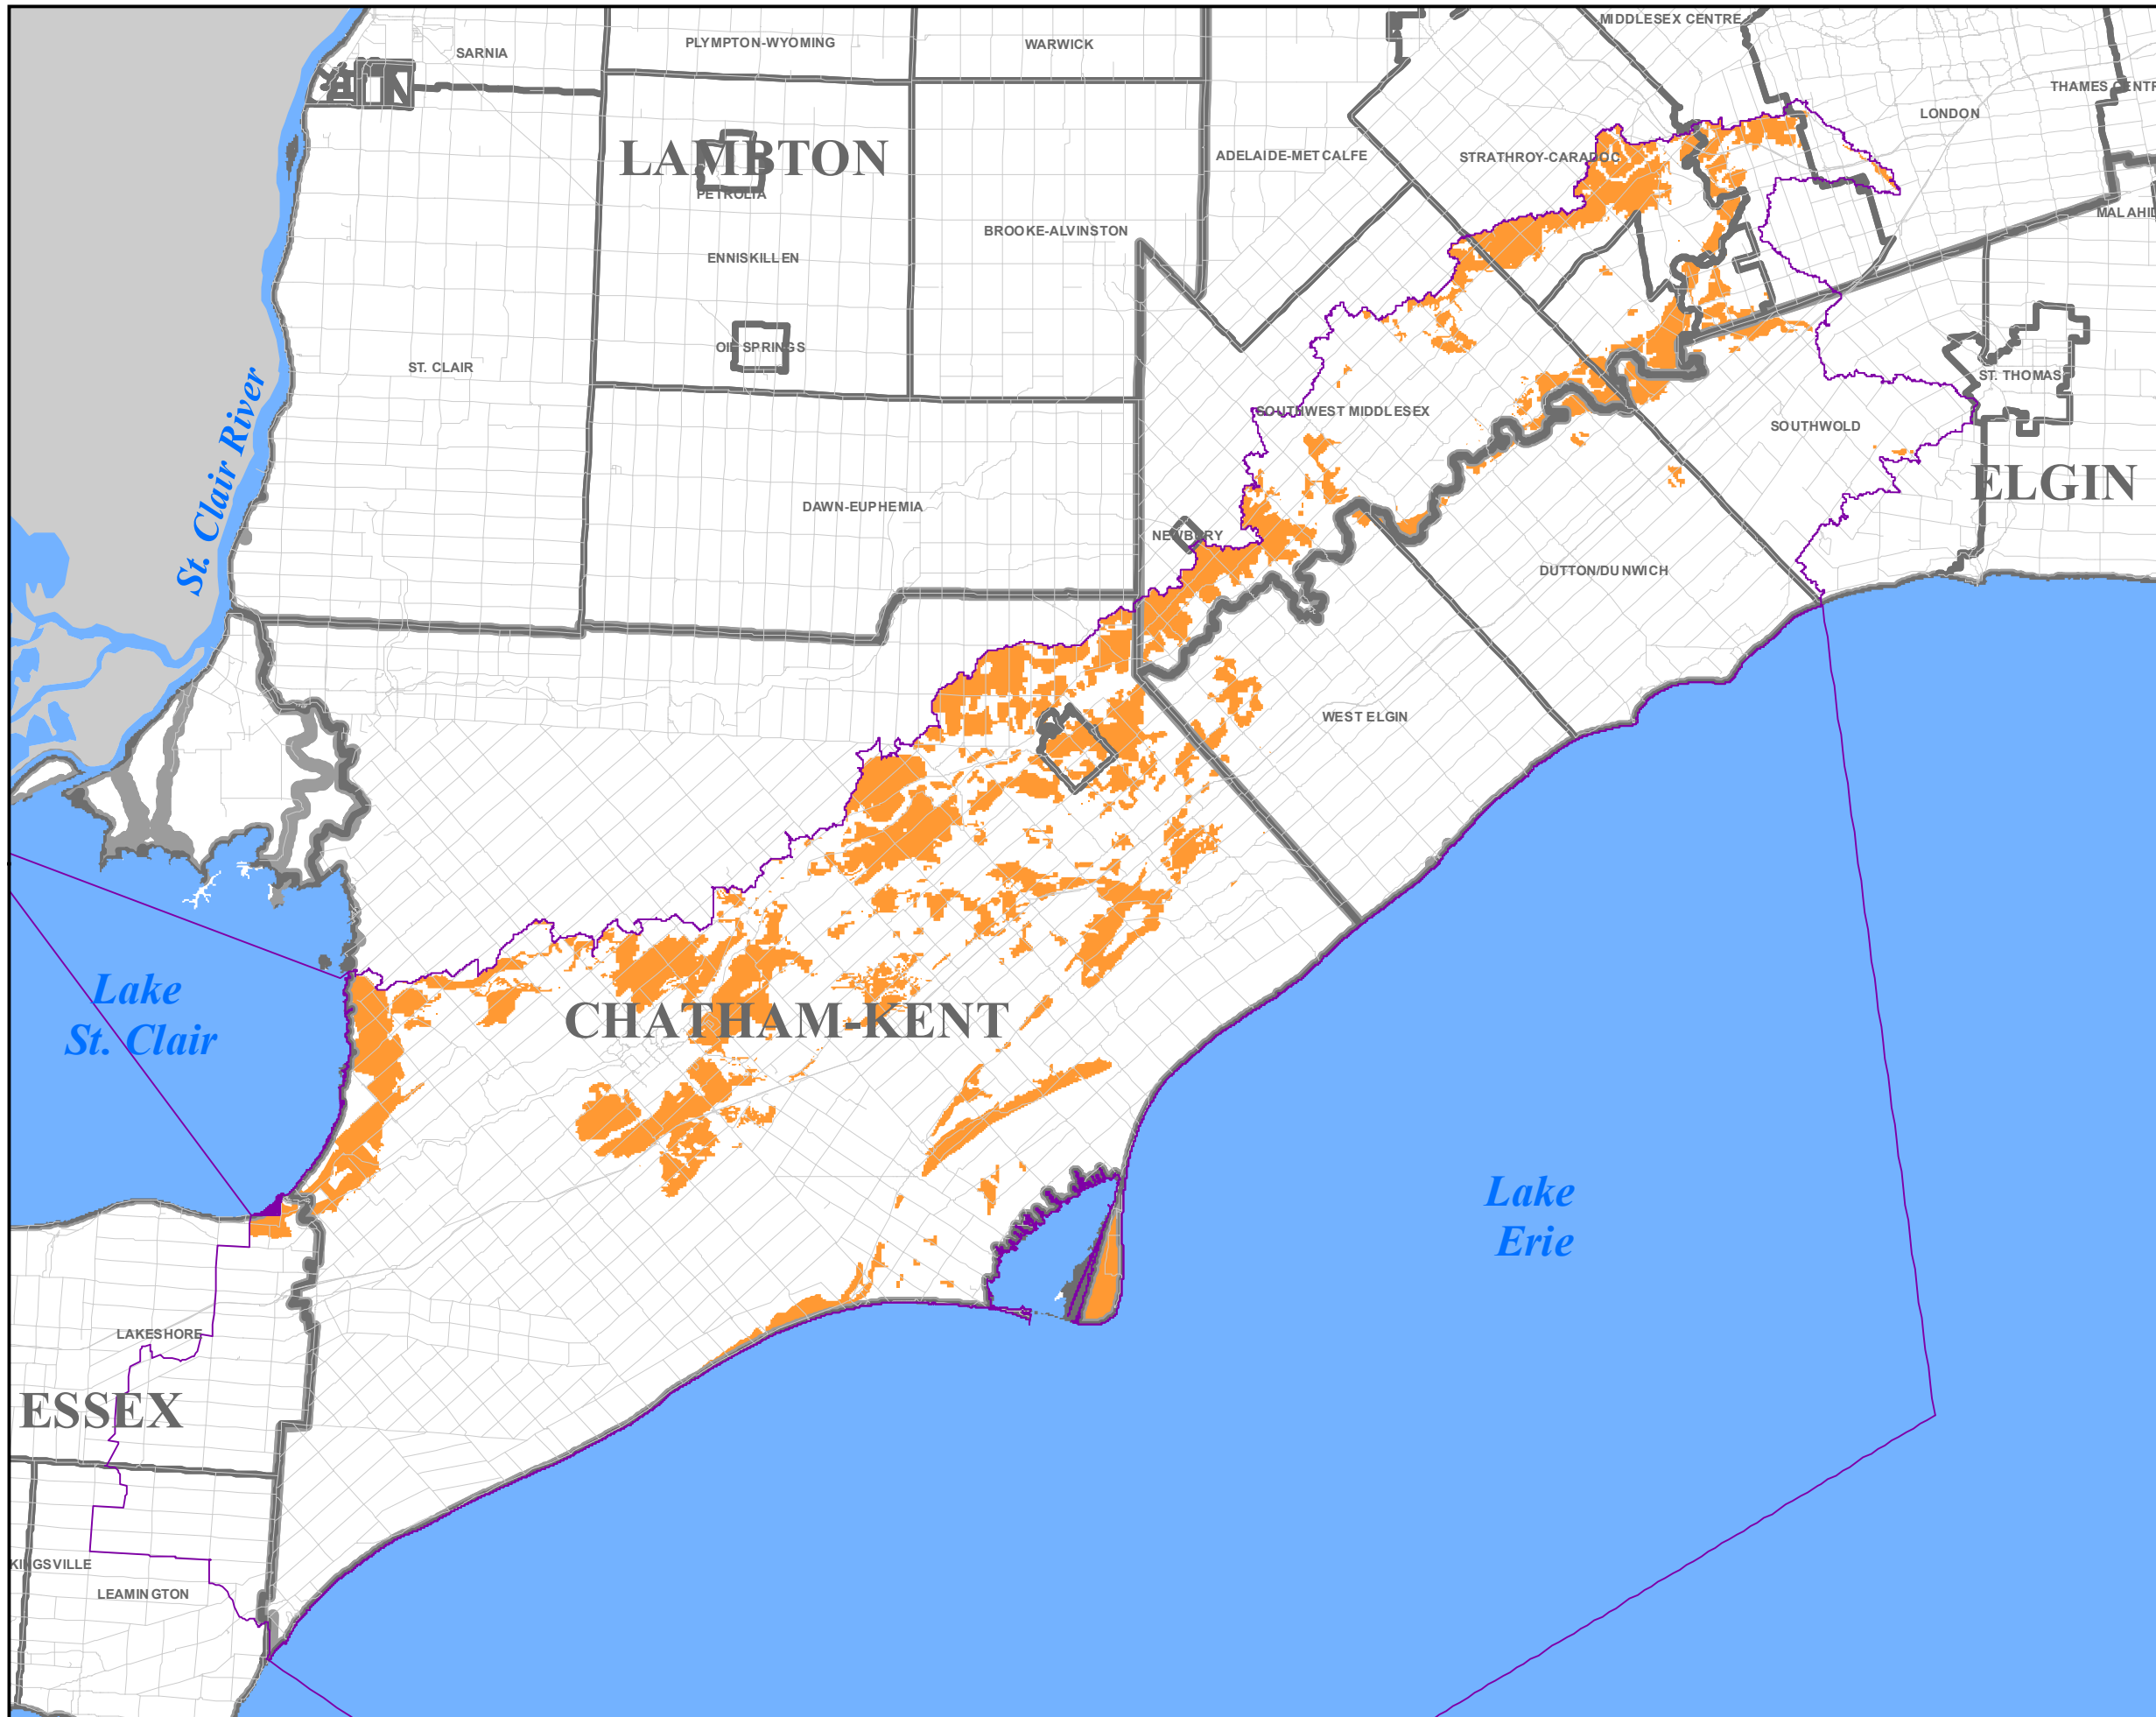 MIDDLESEX CENTRE
PLYMPTON-WYOMING
WARWICK
SARNIA
THAMES CENTR
LONDON
LAMBTON
ADELAIDE-METCALFE
STRATHROY-CARADOC
PETROLIA
MALAHID
BROOKE-ALVINSTON
ENNISKILLEN
OIL SPRINGS
ST. CLAIR
ST. THOMAS
SOUTHWEST MIDDLESEX
SOUTHWOLD
St. Clair River
ELGIN
DAWN-EUPHEMIA
NEWBURY
DUTTON/DUNWICH
WEST ELGIN
Lake
St. Clair
CHATHAM-KENT
Lake
Erie
LAKESHORE
ESSEX
KINGSVILLE
LEAMINGTON